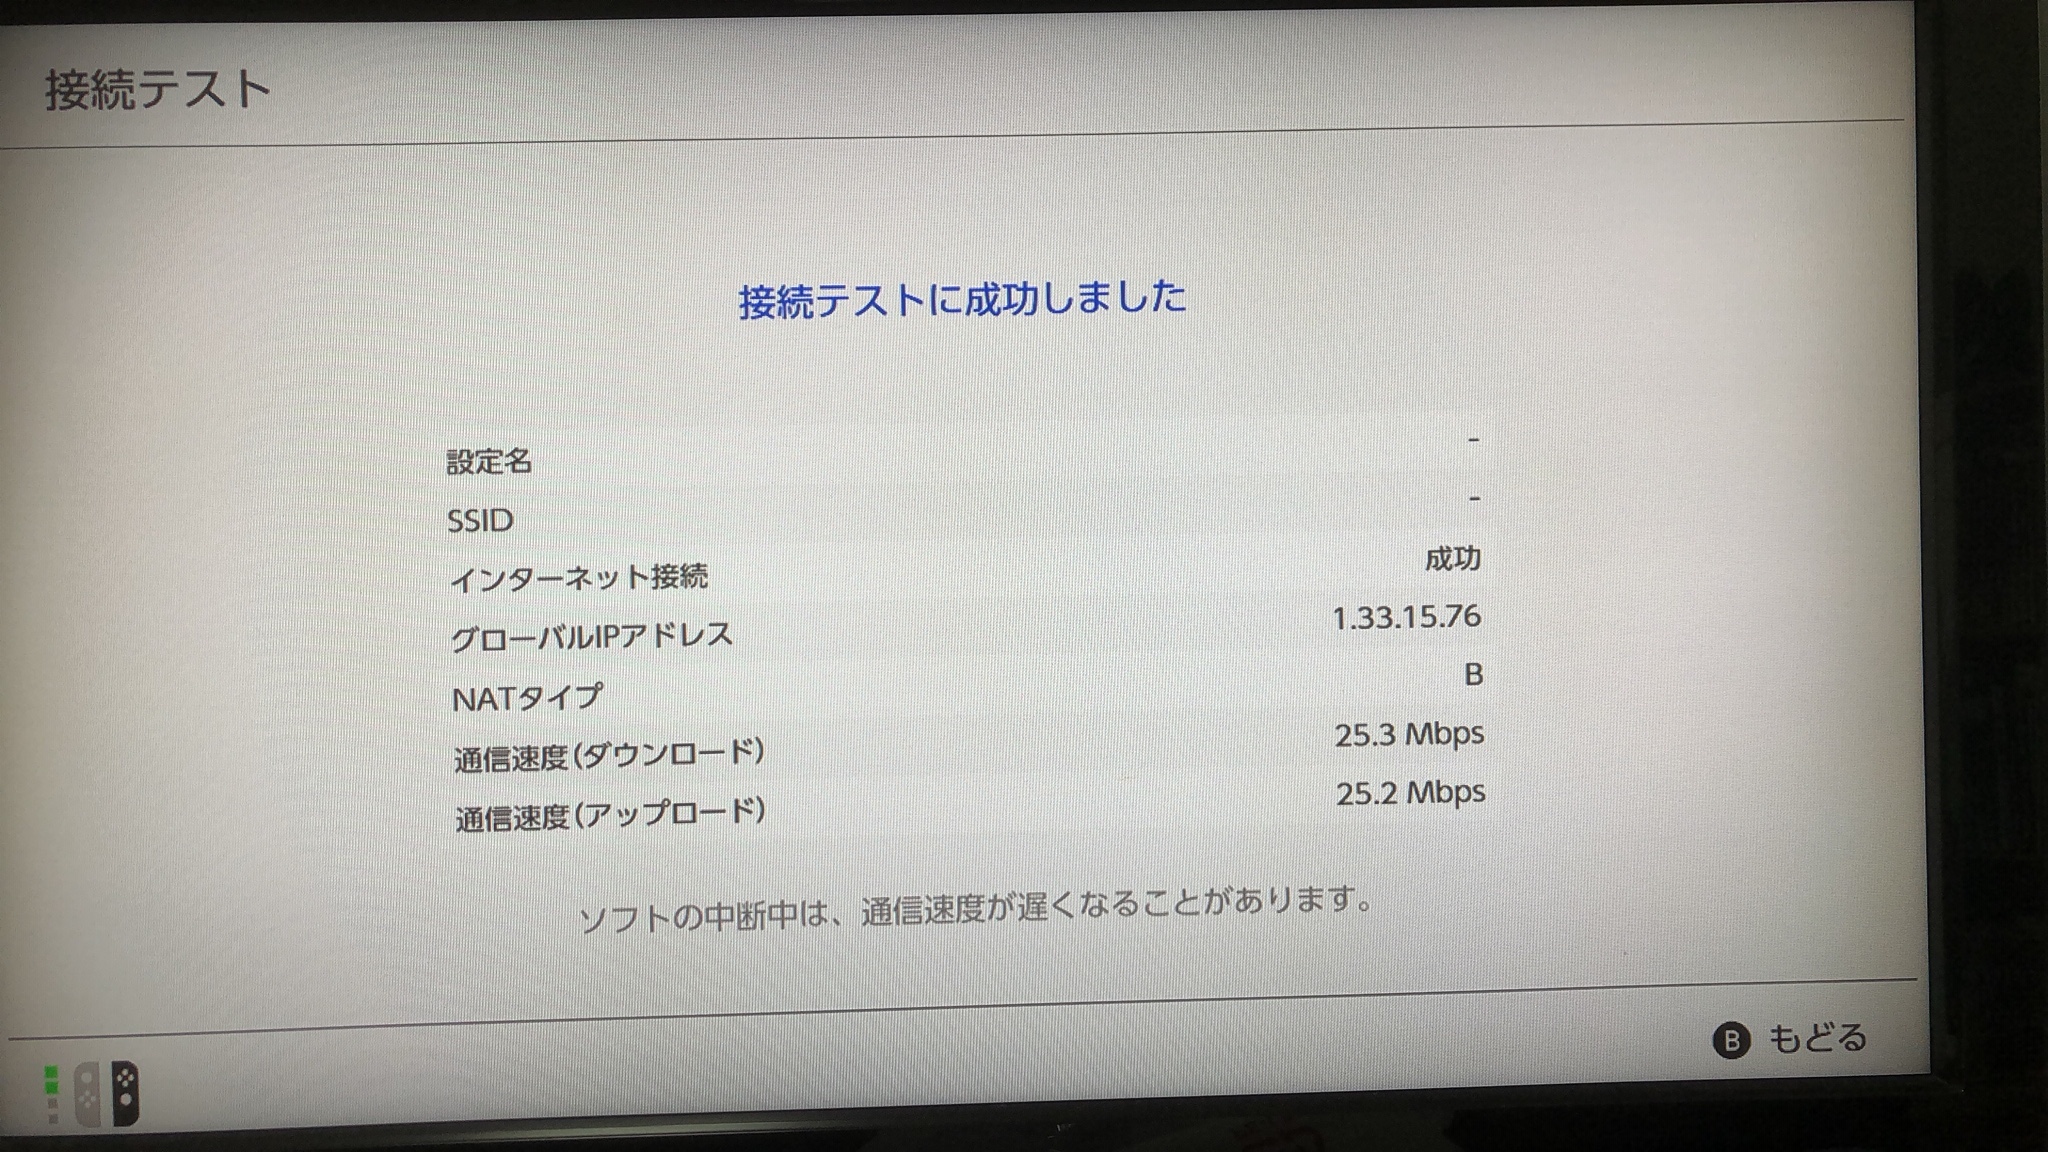 接続テスト
接続テストに成功しました
設定名 -
SSID -
インターネット接続 成功
グローバルIPアドレス 1.33.15.76
NATタイプ B
通信速度(ダウンロード) 25.3 Mbps
通信速度(アップロード) 25.2 Mbps
ソフトの中断中は、通信速度が遅くなることがあります。
B もどる